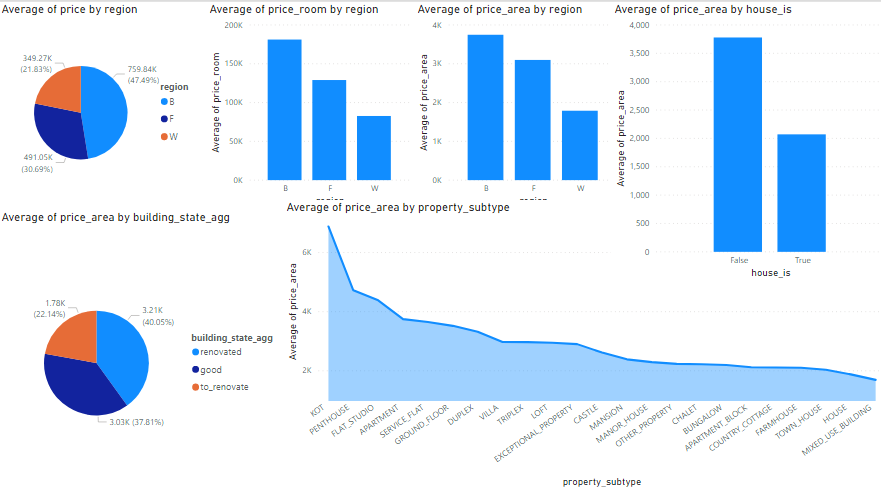 Average of price by region
349.27K
(21.83%)
759.84K
(47.49%)
491.05K
(30.69%)
region
B
F
W
Average of price_room by region
Average of price_room
200K
150K
100K
50K
0K
B F W
region
Average of price_area by region
Average of price_area
4K
3K
2K
1K
0K
B F W
region
Average of price_area by house_is
Average of price_area
4,000
3,500
3,000
2,500
2,000
1,500
1,000
500
0
False True
house_is
Average of price_area by building_state_agg
1.78K
(22.14%)
3.21K
(40.05%)
3.03K (37.81%)
building_state_agg
renovated
good
to_renovate
Average of price_area by property_subtype
Average of price_area
6K
4K
2K
KOT
PENTHOUSE
FLAT_STUDIO
APARTMENT
SERVICE_FLAT
GROUND_FLOOR
DUPLEX
VILLA
TRIPLEX
LOFT
EXCEPTIONAL_PROPERTY
CASTLE
MANSION
MANOR_HOUSE
OTHER_PROPERTY
CHALET
BUNGALOW
APARTMENT_BLOCK
COUNTRY_COTTAGE
FARMHOUSE
TOWN_HOUSE
HOUSE
MIXED_USE_BUILDING
property_subtype